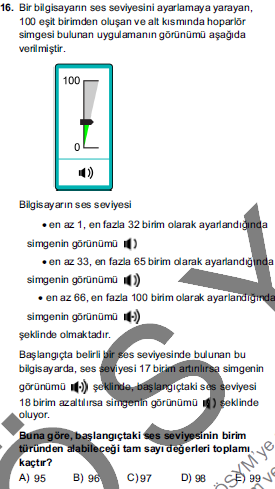 16. Bir bilgisayarın ses seviyesini ayarlamaya yarayan,
100 eşit birimden oluşan ve alt kısmında hoparlör
simgesi bulunan uygulamanın görünümü aşağıda
verilmiştir.
100
0
Bilgisayarın ses seviyesi
• en az 1, en fazla 32 birim olarak ayarlandığında
simgenin görünümü
• en az 33, en fazla 65 birim olarak ayarlandığında
simgenin görünümü
• en az 66, en fazla 100 birim olarak ayarlandığında
simgenin görünümü
şeklinde olmaktadır.
Başlangıçta belirli bir ses seviyesinde bulunan bu
bilgisayarda, ses seviyesi 17 birim artırılırsa simgenin
görünümü şeklinde, başlangıçtaki ses seviyesi
18 birim azaltılırsa simgenin görünümü şeklinde
oluyor.
Buna göre, başlangıçtaki ses seviyesinin birim
türünden alabileceği tam sayı değerleri toplamı
kaçtır?
A) 95 B) 96 C) 97 D) 98 E) 99
ÖSYM'ye
ÖSY